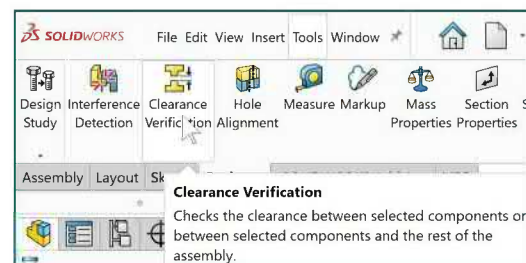 SOLIDWORKS File Edit View Insert Tools Window
Design Interference Clearance Hole Measure Markup Mass Section
Study Detection Verification Alignment Properties Properties
Assembly Layout
Clearance Verification
Checks the clearance between selected components or
between selected components and the rest of the
assembly.